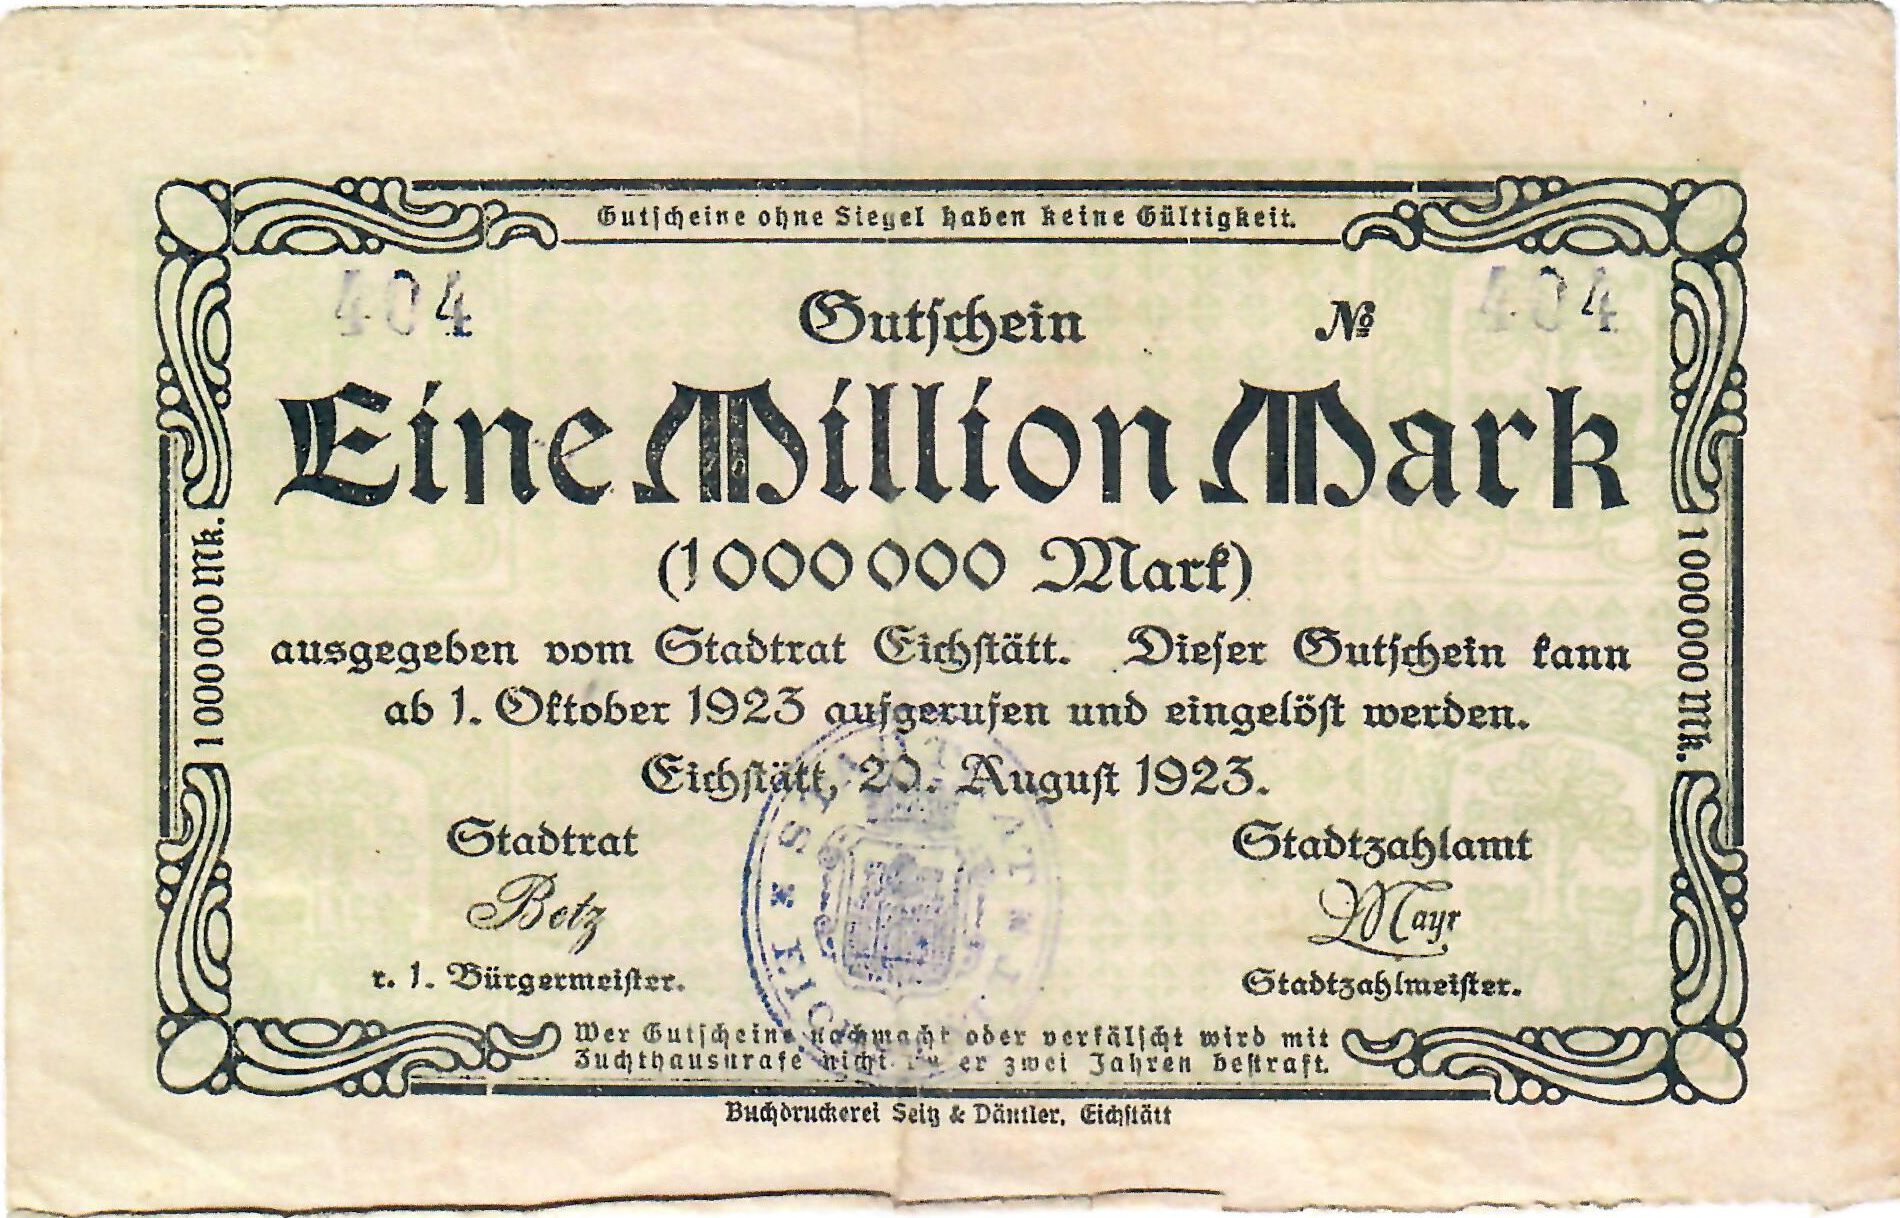 Gutscheine ohne Siegel haben keine Gültigkeit.
404 Gutschein № 404
Eine Million Mark
(1000000 Mark)
1000000 Mk.
1000000 Mk.
ausgegeben vom Stadtrat Eichstätt. Dieser Gutschein kann
ab 1. Oktober 1923 aufgerufen und eingelöst werden.
Eichstätt, 20. August 1923.
Stadtrat Stadtzahlamt
Betz Mayr
r. 1. Bürgermeister. Stadtzahlmeister.
Wer Gutscheine nachmacht oder verfälscht wird mit
nicht zwei Jahren bestraft.
Buchdruckerei Seitz & Däntler, Eichstätt